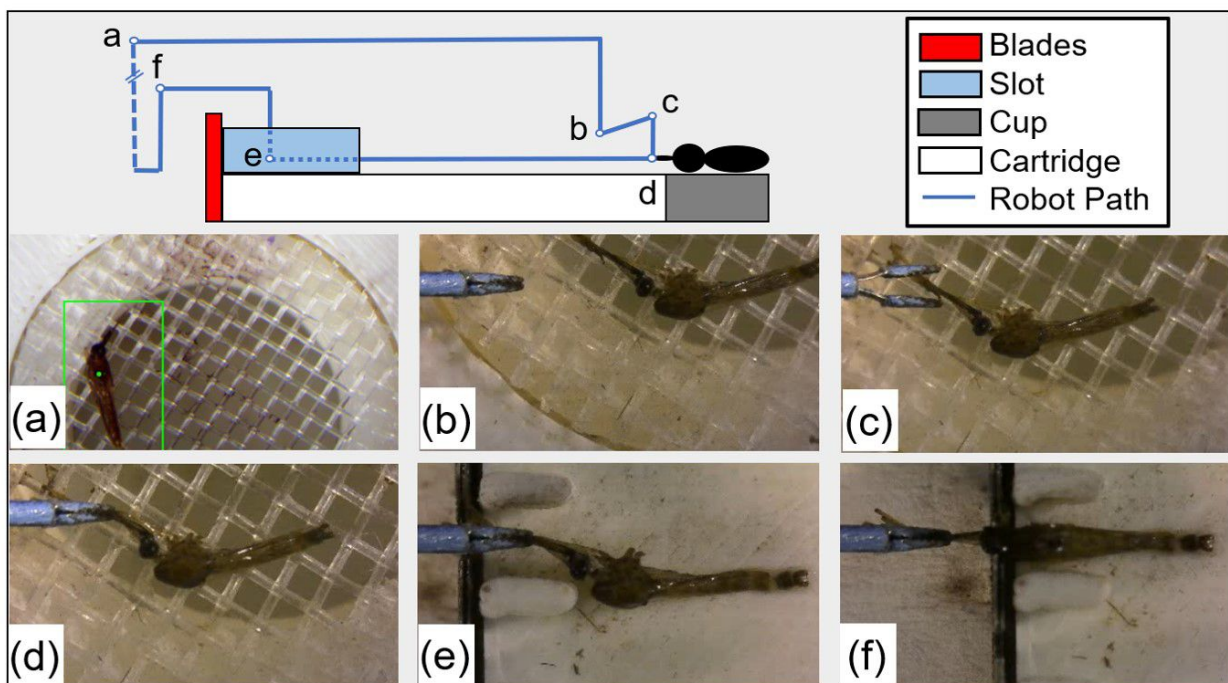 a
f
c
b
e
d
Blades
Slot
Cup
Cartridge
Robot Path
(a)
(b)
(c)
(d)
(e)
(f)